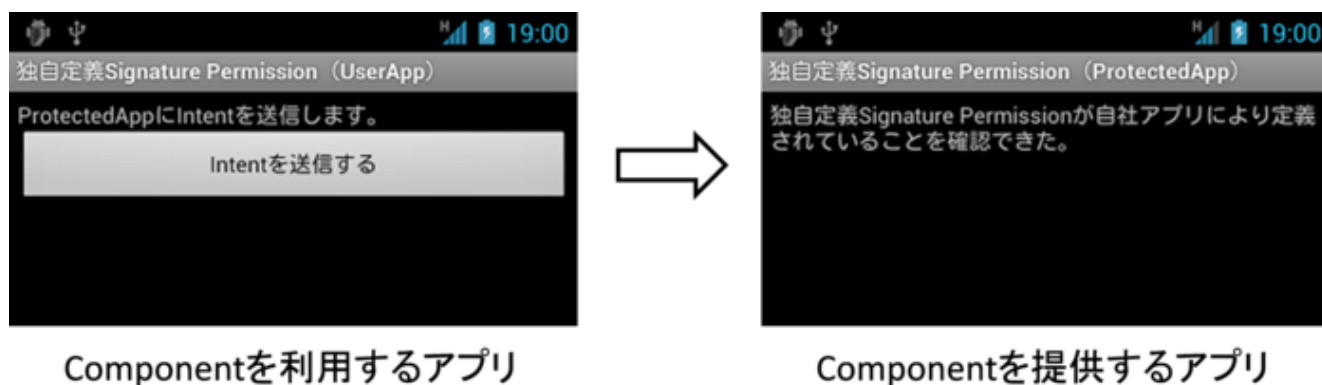 19:00
独自定義Signature Permission（UserApp）
ProtectedAppにIntentを送信します。
Intentを送信する
Componentを利用するアプリ
H 19:00
独自定義Signature Permission（ProtectedApp）
独自定義Signature Permissionが自社アプリにより定義
されていることを確認できた。
Componentを提供するアプリ